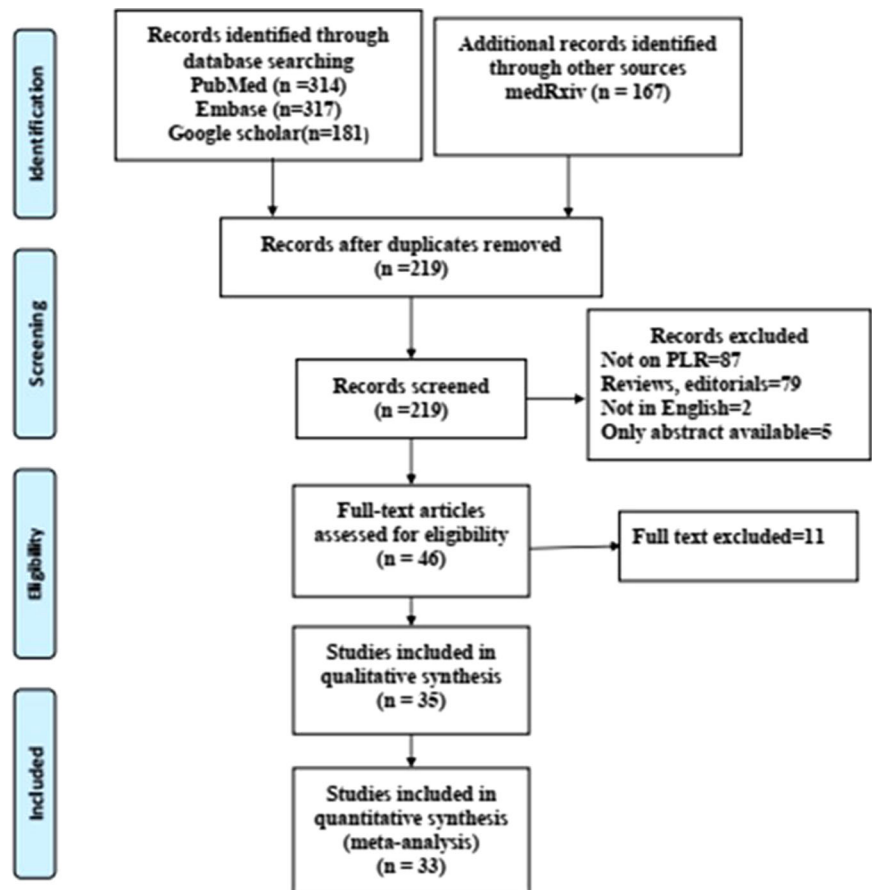 Identification
Records identified through
database searching
PubMed (n =314)
Embase (n=317)
Google scholar(n=181)
Additional records identified
through other sources
medRxiv (n = 167)
Records after duplicates removed
(n =219)
Screening
Records screened
(n =219)
Records excluded
Not on PLR=87
Reviews, editorials=79
Not in English=2
Only abstract available=5
Eligibility
Full-text articles
assessed for eligibility
(n = 46)
Full text excluded=11
Studies included in
qualitative synthesis
(n = 35)
Included
Studies included in
quantitative synthesis
(meta-analysis)
(n = 33)